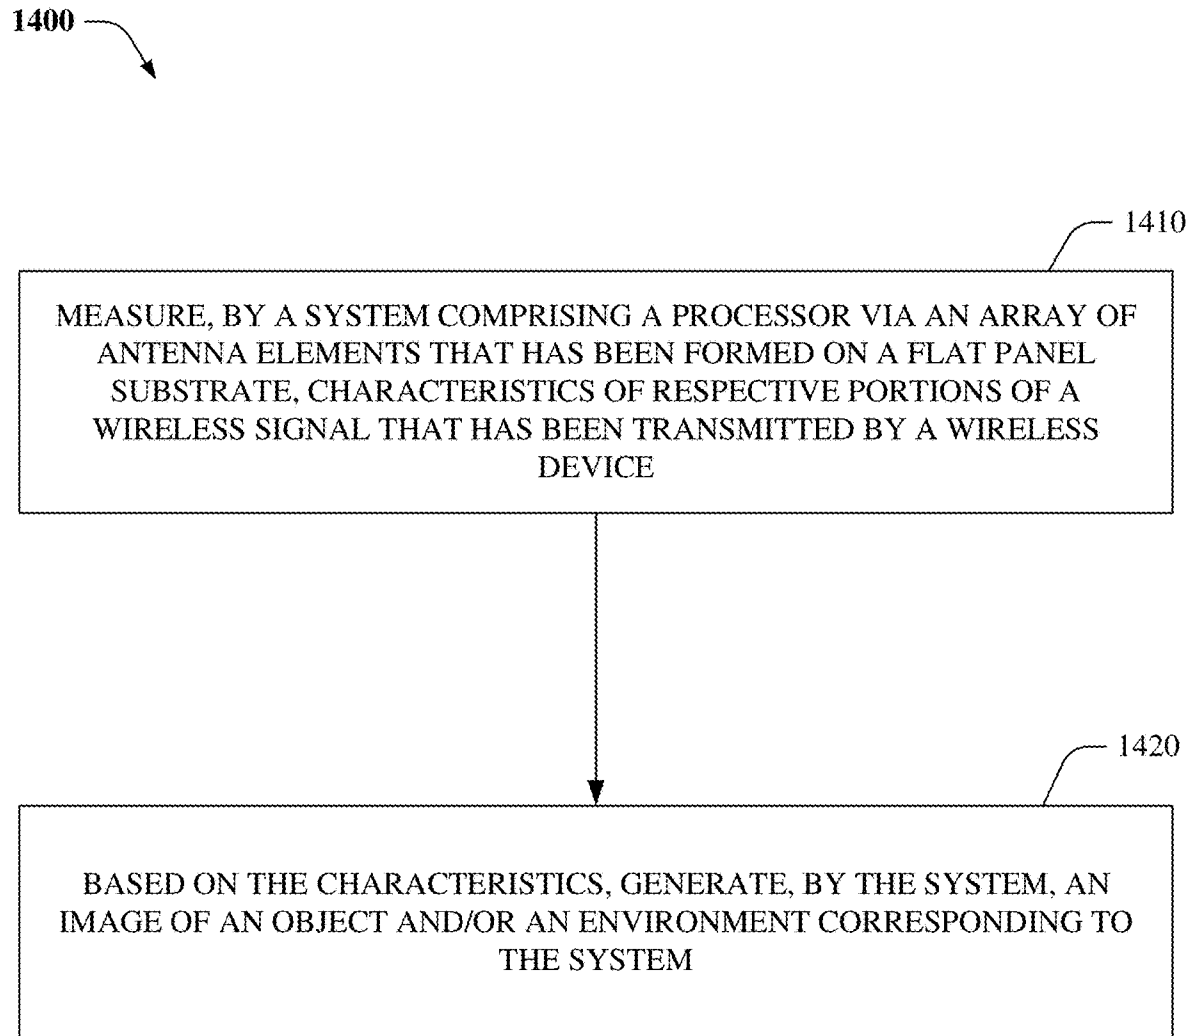 1400
1410
MEASURE, BY A SYSTEM COMPRISING A PROCESSOR VIA AN ARRAY OF
ANTENNA ELEMENTS THAT HAS BEEN FORMED ON A FLAT PANEL
SUBSTRATE, CHARACTERISTICS OF RESPECTIVE PORTIONS OF A
WIRELESS SIGNAL THAT HAS BEEN TRANSMITTED BY A WIRELESS
DEVICE
1420
BASED ON THE CHARACTERISTICS, GENERATE, BY THE SYSTEM, AN
IMAGE OF AN OBJECT AND/OR AN ENVIRONMENT CORRESPONDING TO
THE SYSTEM